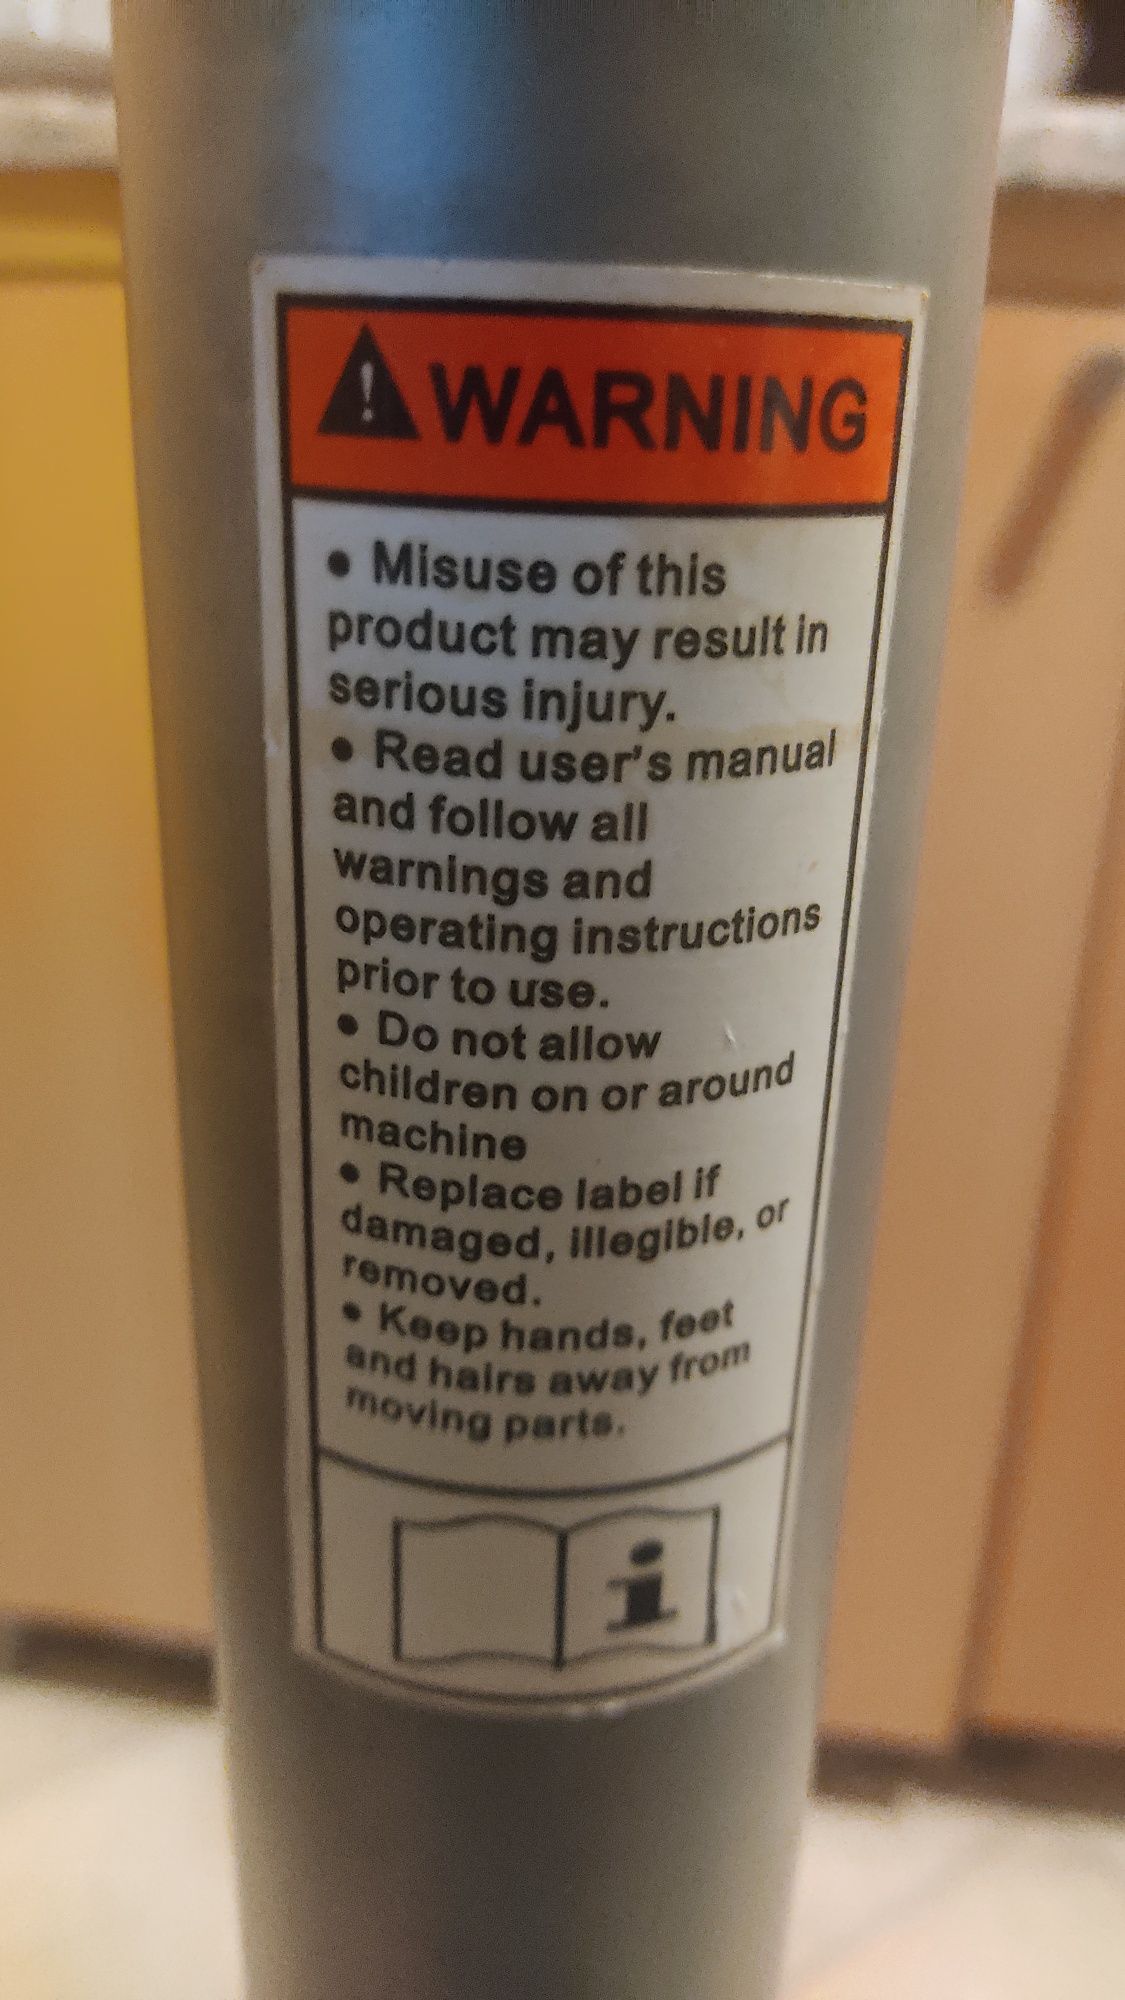 ! WARNING
• Misuse of this
product may result in
serious injury.
• Read user's manual
and follow all
warnings and
operating instructions
prior to use.
• Do not allow
children on or around
machine
• Replace label if
damaged, illegible, or
removed.
• Keep hands, feet
and hairs away from
moving parts.
i